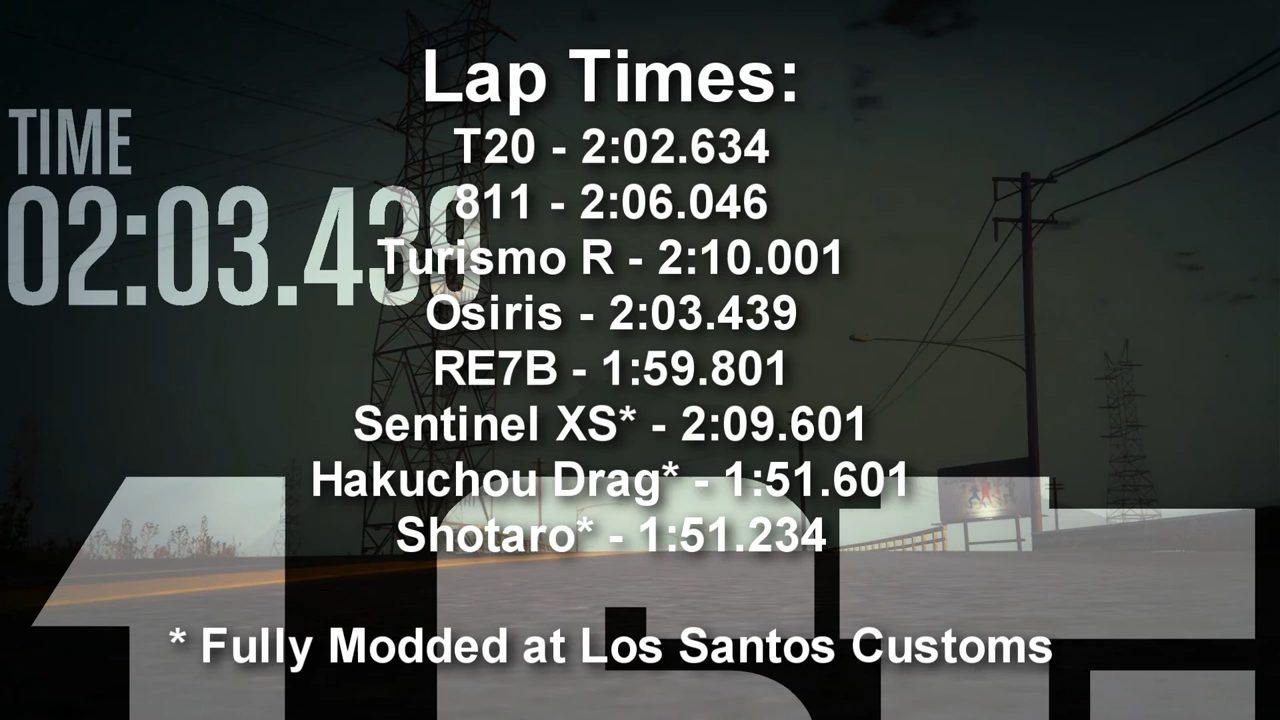 Lap Times:
TIME
02:03.439
T20 - 2:02.634
811 - 2:06.046
Turismo R - 2:10.001
Osiris - 2:03.439
RE7B - 1:59.801
Sentinel XS* - 2:09.601
Hakuchou Drag* - 1:51.601
Shotaro* - 1:51.234
1ST
* Fully Modded at Los Santos Customs